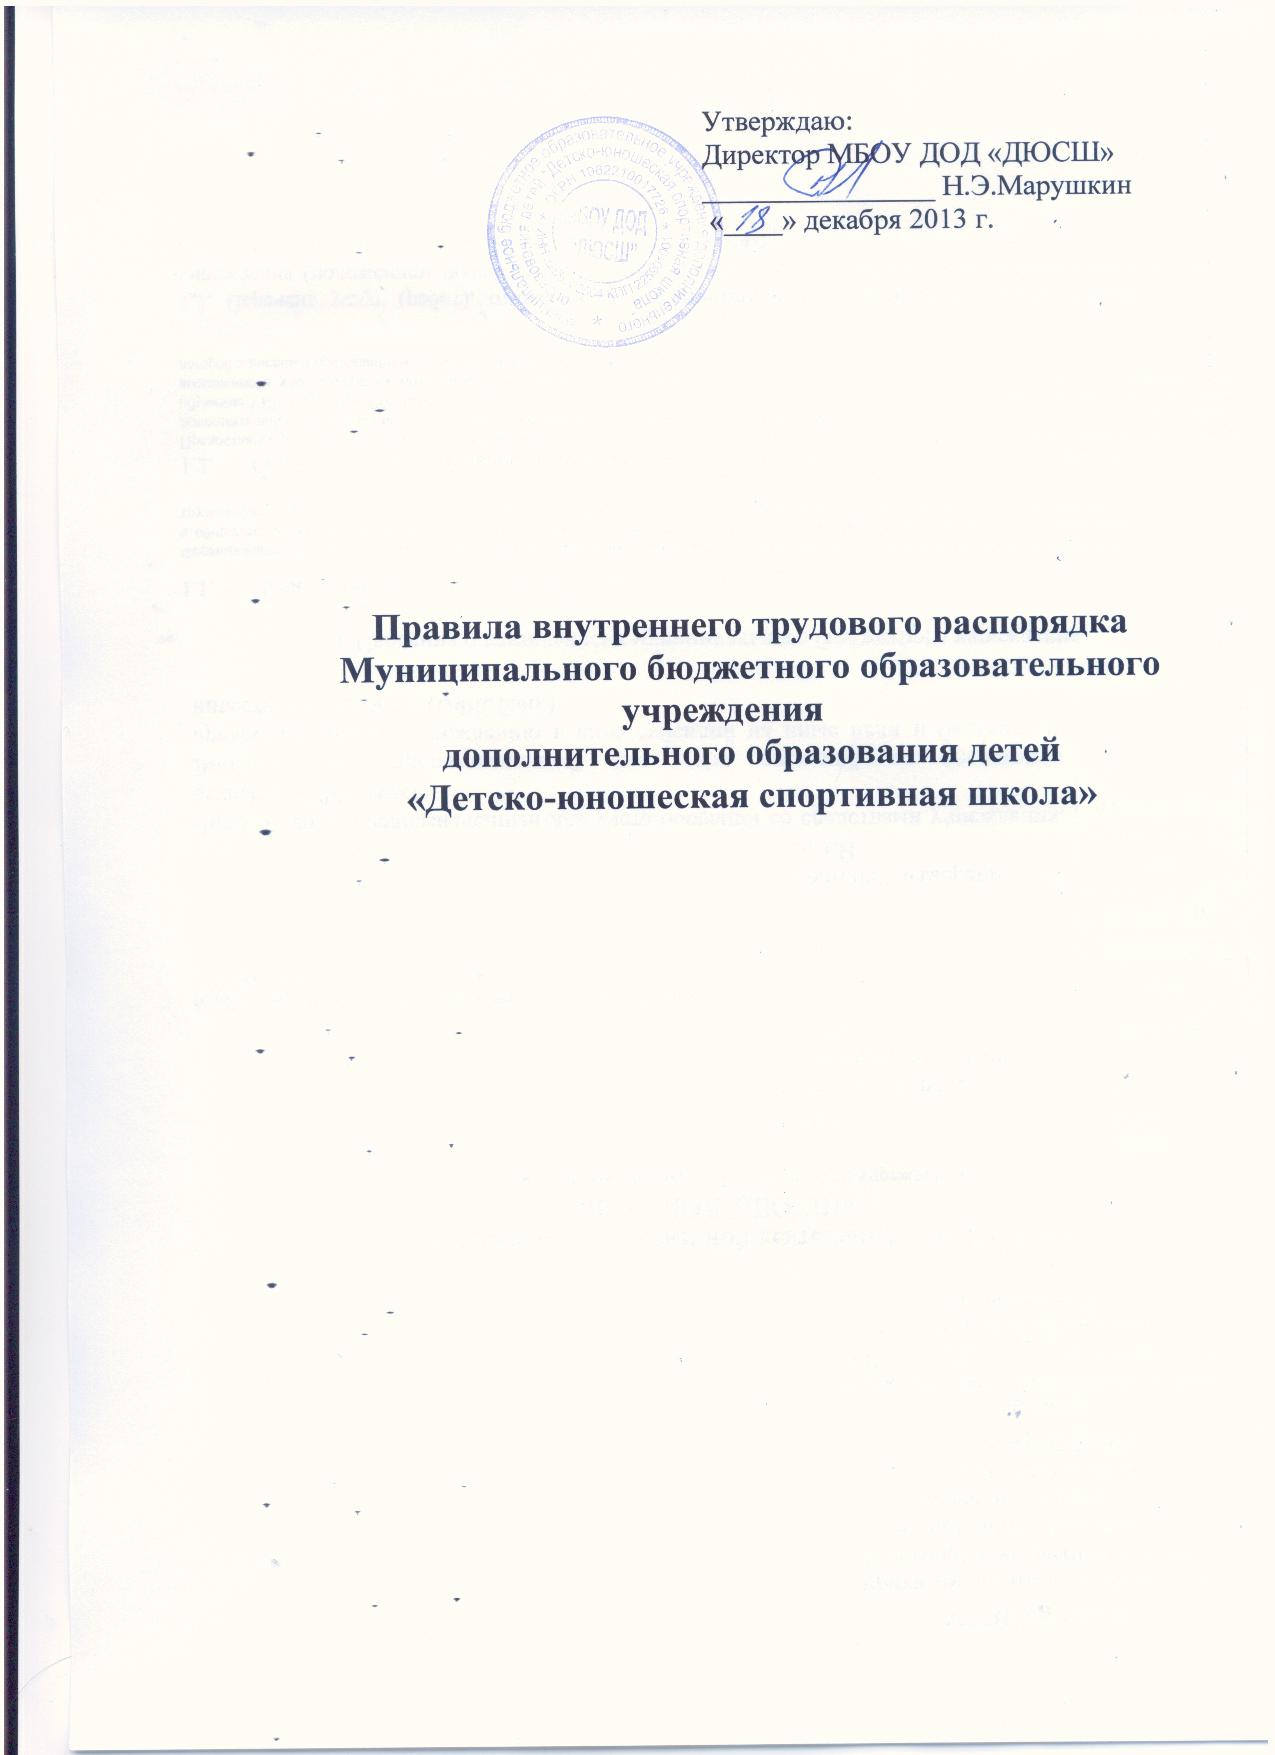 Утверждаю:
Директор МБОУ ДОД «ДЮСШ»
________________ Н.Э.Марушкин
«18» декабря 2013 г.
Правила внутреннего трудового распорядка
Муниципального бюджетного образовательного
учреждения
дополнительного образования детей
«Детско-юношеская спортивная школа»